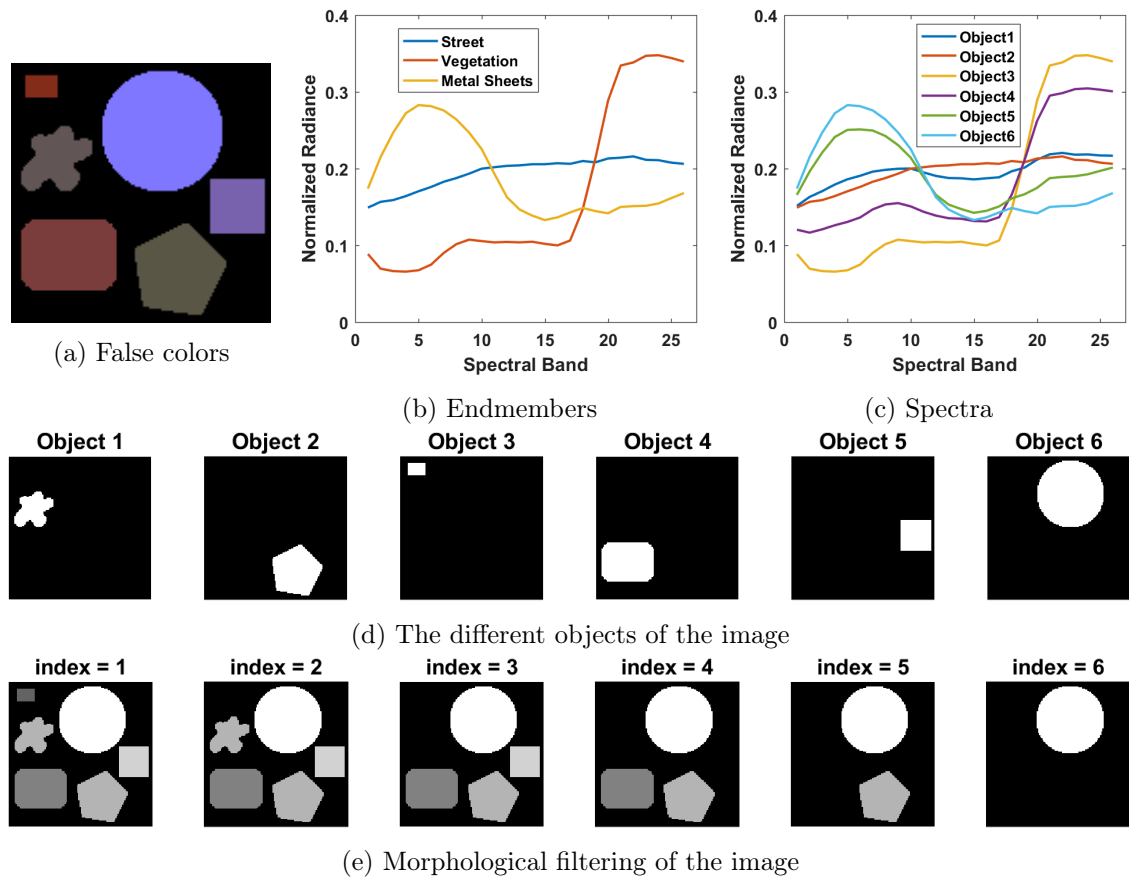 (a) False colors
0.4
0.3
0.2
0.1
0
Normalized Radiance
Street
Vegetation
Metal Sheets
0 5 10 15 20 25
Spectral Band
(b) Endmembers
0.4
0.3
0.2
0.1
0
Normalized Radiance
Object1
Object2
Object3
Object4
Object5
Object6
0 5 10 15 20 25
Spectral Band
(c) Spectra
Object 1 Object 2 Object 3 Object 4 Object 5 Object 6
(d) The different objects of the image
index = 1 index = 2 index = 3 index = 4 index = 5 index = 6
(e) Morphological filtering of the image